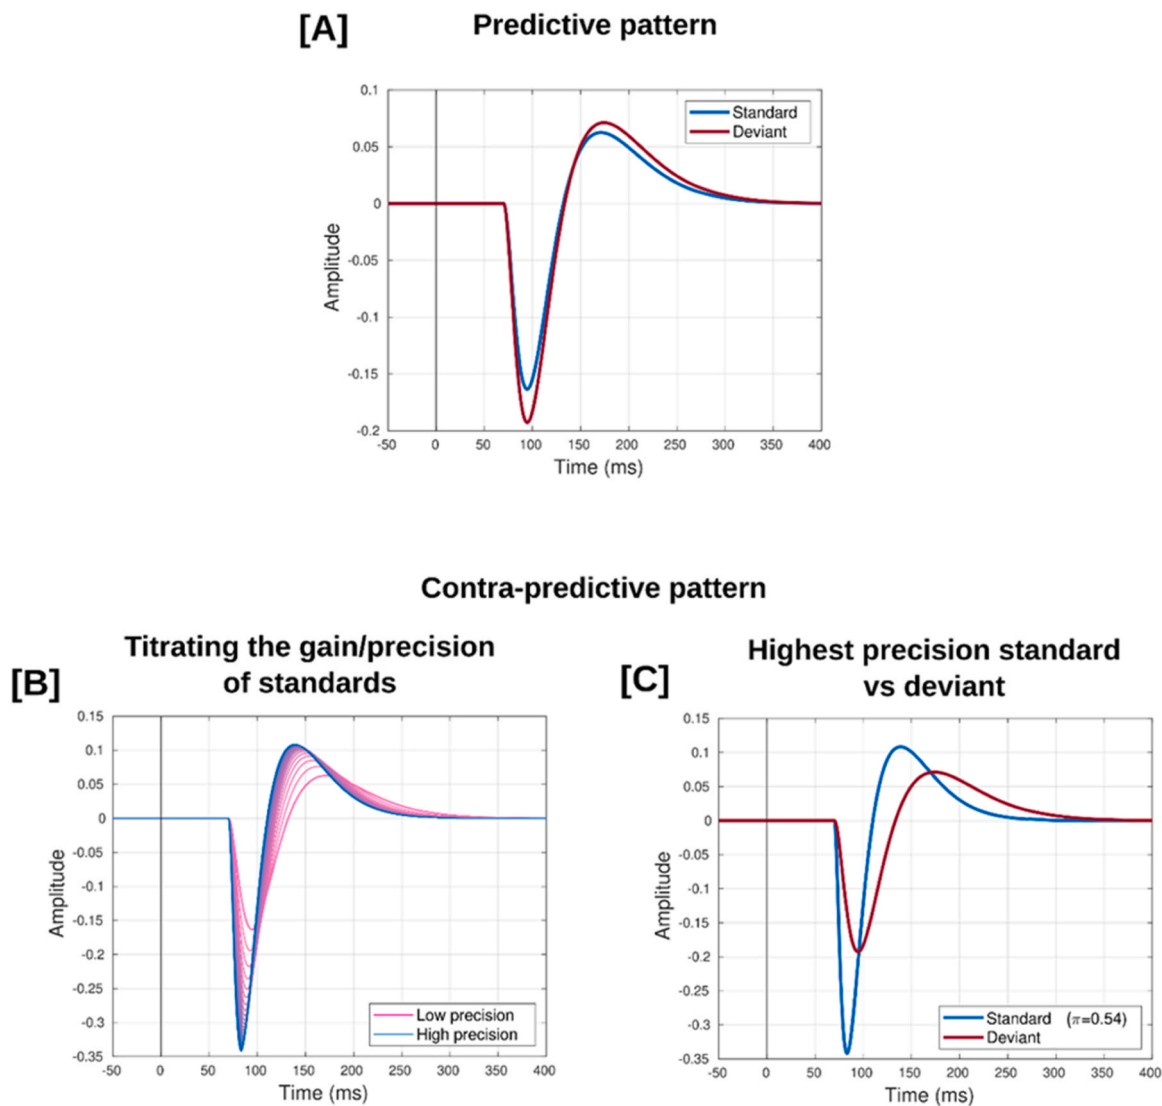 [A]
Predictive pattern
0.1
0.05
0
-0.05
-0.1
-0.15
-0.2
Amplitude
Standard
Deviant
-50 0 50 100 150 200 250 300 350 400
Time (ms)
Contra-predictive pattern
[B]
Titrating the gain/precision
of standards
0.15
0.1
0.05
0
-0.05
-0.1
-0.15
-0.2
-0.25
-0.3
-0.35
Amplitude
Low precision
High precision
-50 0 50 100 150 200 250 300 350 400
Time (ms)
[C]
Highest precision standard
vs deviant
0.15
0.1
0.05
0
-0.05
-0.1
-0.15
-0.2
-0.25
-0.3
-0.35
Amplitude
Standard (π=0.54)
Deviant
-50 0 50 100 150 200 250 300 350 400
Time (ms)